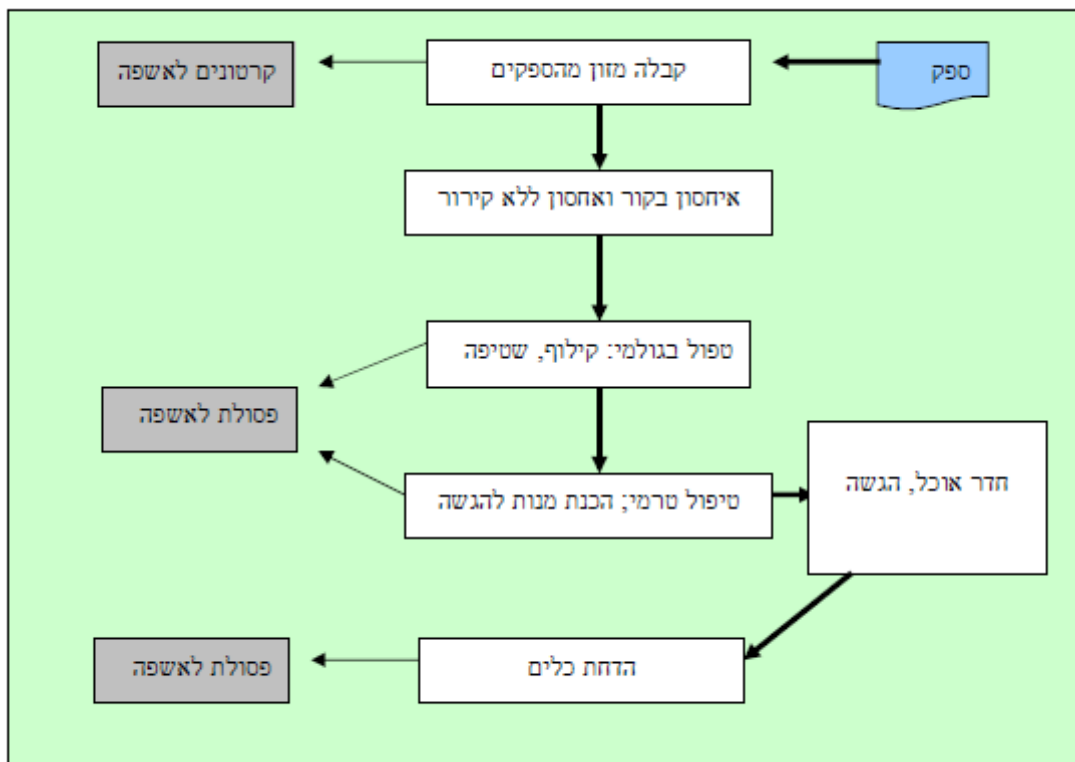 ספק
קבלה מזון מהספקים
קרטונים לאשפה
איחסון בקור ואחסון ללא קירור
טפול בגולמי: קילוף, שטיפה
פסולת לאשפה
חדר אוכל, הגשה
טיפול טרמי; הכנת מנות להגשה
הדחת כלים
פסולת לאשפה